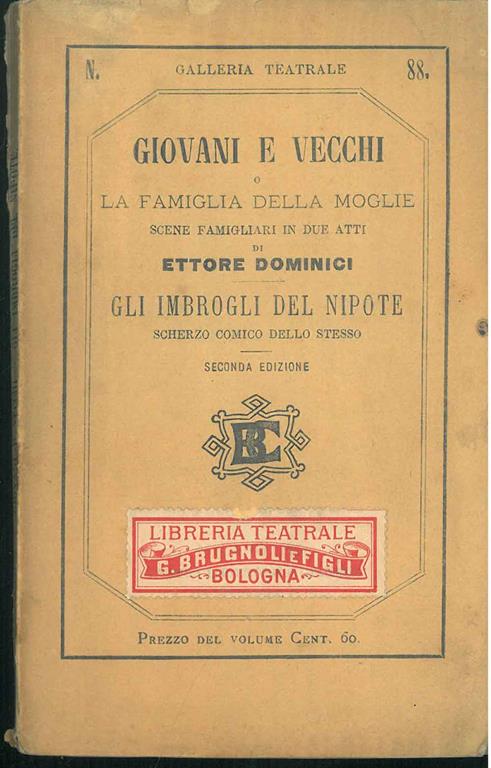 N. GALLERIA TEATRALE 88.
GIOVANI E VECCHI
O
LA FAMIGLIA DELLA MOGLIE
SCENE FAMIGLIARI IN DUE ATTI
DI
ETTORE DOMINICI
GLI IMBROGLI DEL NIPOTE
SCHERZO COMICO DELLO STESSO
SECONDA EDIZIONE
LIBRERIA TEATRALE
G. BRUGNOLI E FIGLI
BOLOGNA
PREZZO DEL VOLUME CENT. 60.